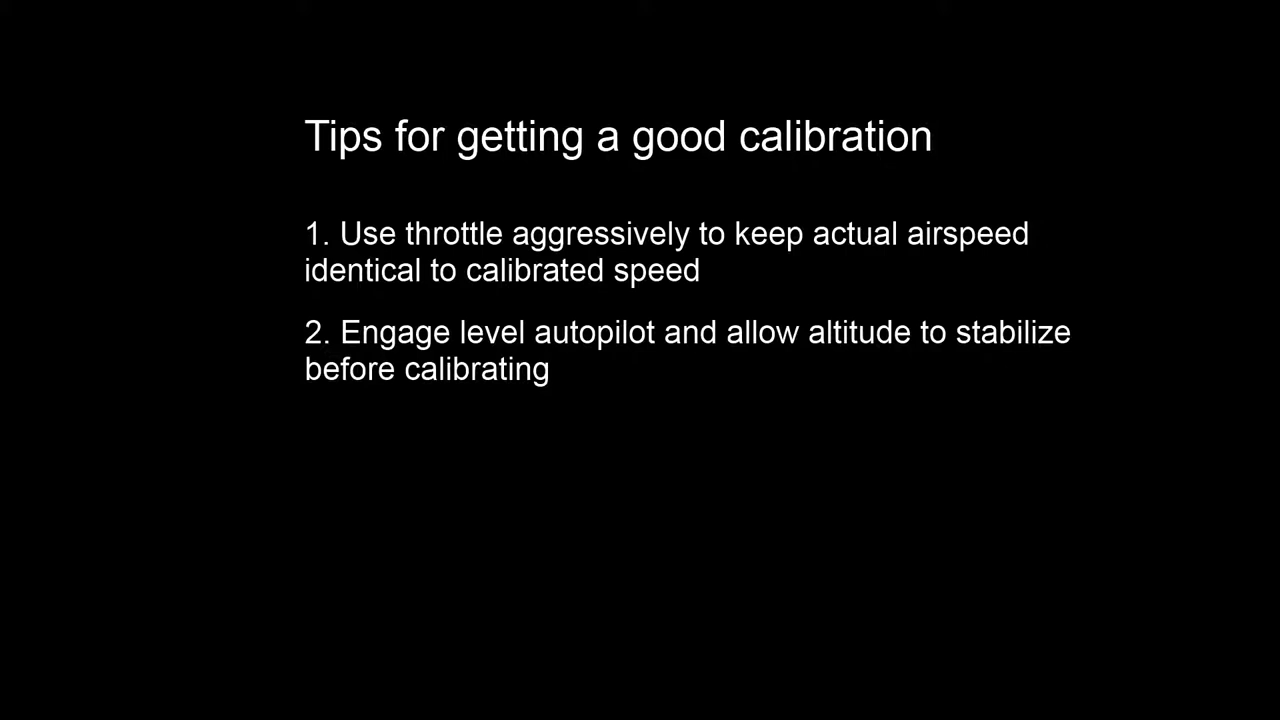 Tips for getting a good calibration
1. Use throttle aggressively to keep actual airspeed
identical to calibrated speed
2. Engage level autopilot and allow altitude to stabilize
before calibrating